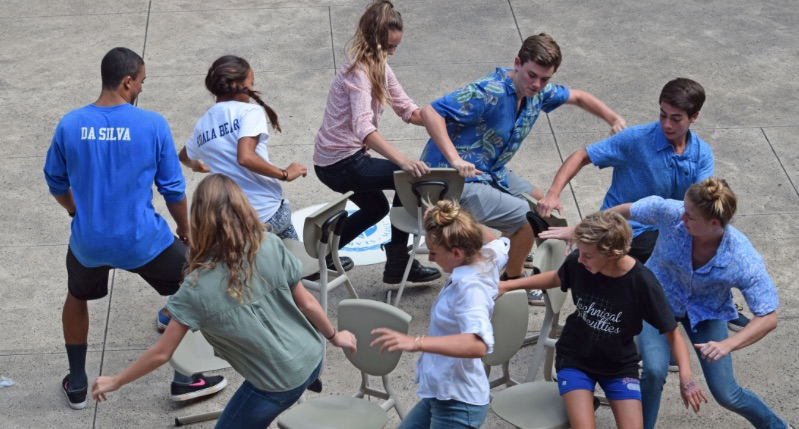 DA SILVA
KOALA BEAR
Technical
Difficulties